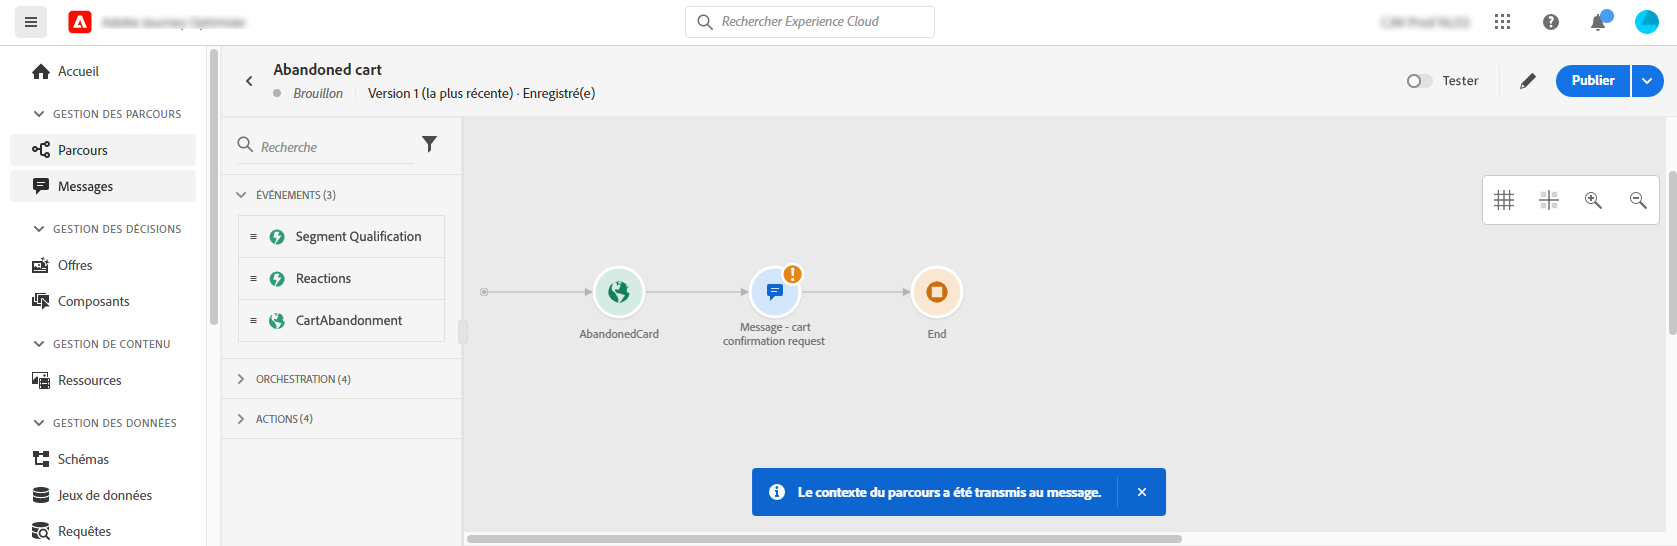 Adobe Journey Optimizer
Rechercher Experience Cloud
Accueil
GESTION DES PARCOURS
Parcours
Messages
GESTION DES DÉCISIONS
Offres
Composants
GESTION DE CONTENU
Ressources
GESTION DES DONNÉES
Schémas
Jeux de données
Requêtes
Abandoned cart
Brouillon
Version 1 (la plus récente) · Enregistré(e)
Tester
Publier
Recherche
ÉVÉNEMENTS (3)
Segment Qualification
Reactions
CartAbandonment
ORCHESTRATION (4)
ACTIONS (4)
AbandonedCard
Message - cart
confirmation request
End
Le contexte du parcours a été transmis au message.